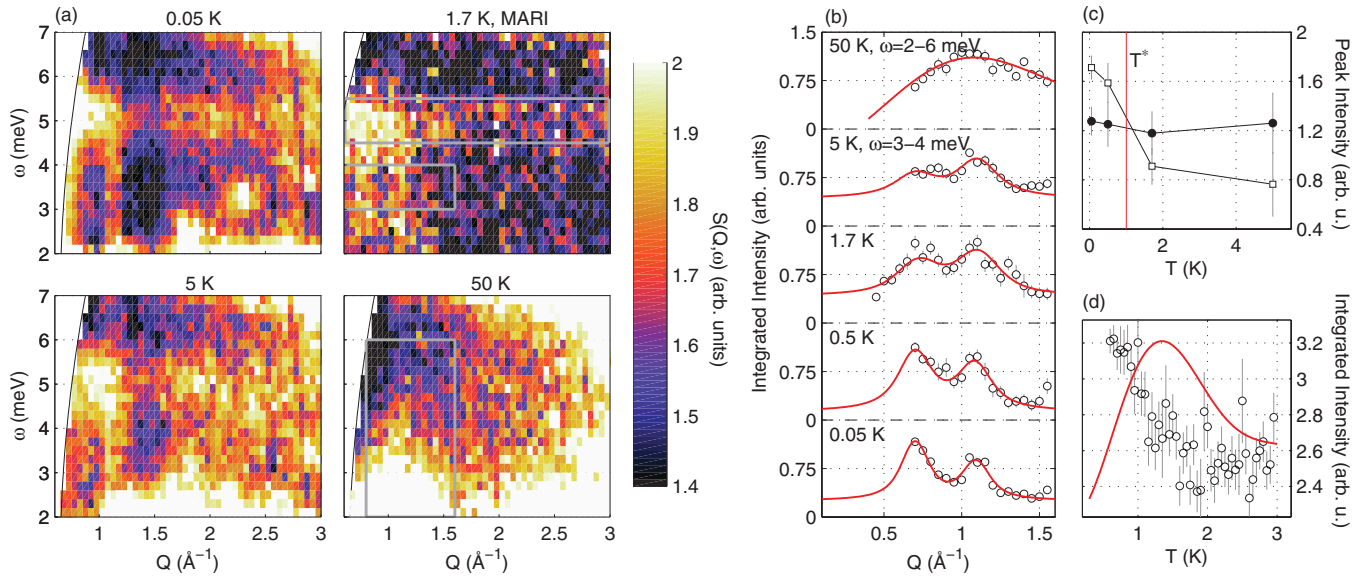 (a)
0.05 K
1.7 K, MARI
7
6
5
4
3
2
ω (meV)
2
1.9
1.8
1.7
1.6
1.5
1.4
S(Q,ω) (arb. units)
5 K
50 K
7
6
5
4
3
2
ω (meV)
1 1.5 2 2.5 3
Q (Å⁻¹)
1 1.5 2 2.5 3
Q (Å⁻¹)
(b)
50 K, ω=2−6 meV
5 K, ω=3−4 meV
1.7 K
0.5 K
0.05 K
1.5
0.75
0
0.75
0
0.75
0
0.75
0
0.75
0
Integrated Intensity (arb. units)
0 0.5 1 1.5
Q (Å⁻¹)
(c)
T*
2
1.6
1.2
0.8
0.4
Peak Intensity (arb. u.)
0 2 4
T (K)
(d)
3.2
3
2.8
2.6
2.4
Integrated Intensity (arb. u.)
1 2 3
T (K)